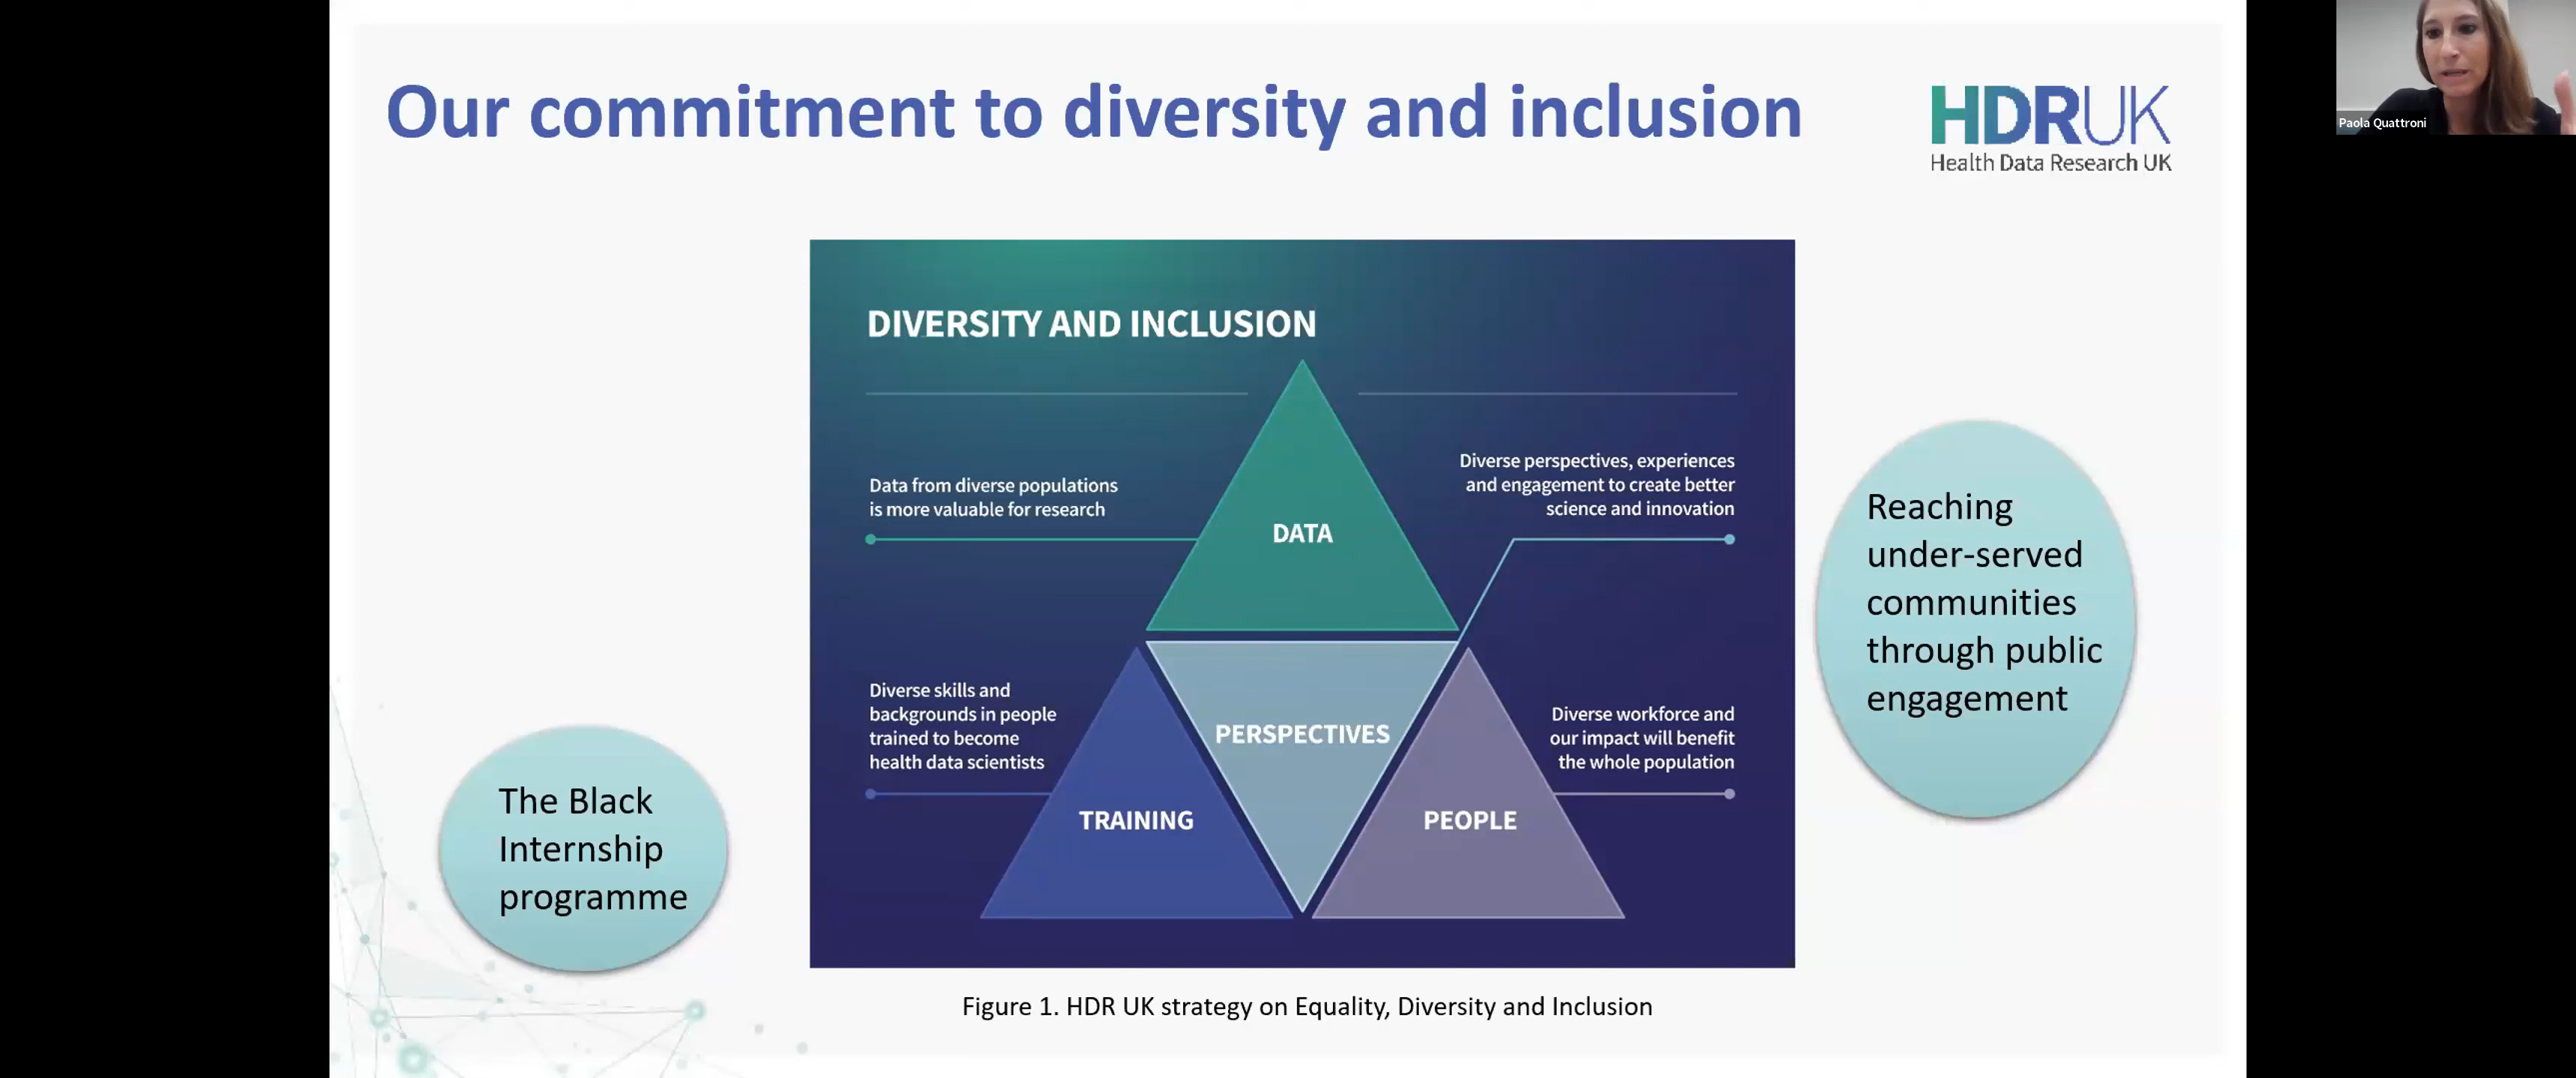 Our commitment to diversity and inclusion
HDRUK
Health Data Research UK
Paola Quattroni
DIVERSITY AND INCLUSION
Data from diverse populations
is more valuable for research
DATA
Diverse perspectives, experiences
and engagement to create better
science and innovation
Diverse skills and
backgrounds in people
trained to become
health data scientists
TRAINING
PERSPECTIVES
PEOPLE
Diverse workforce and
our impact will benefit
the whole population
The Black
Internship
programme
Reaching
under-served
communities
through public
engagement
Figure 1. HDR UK strategy on Equality, Diversity and Inclusion